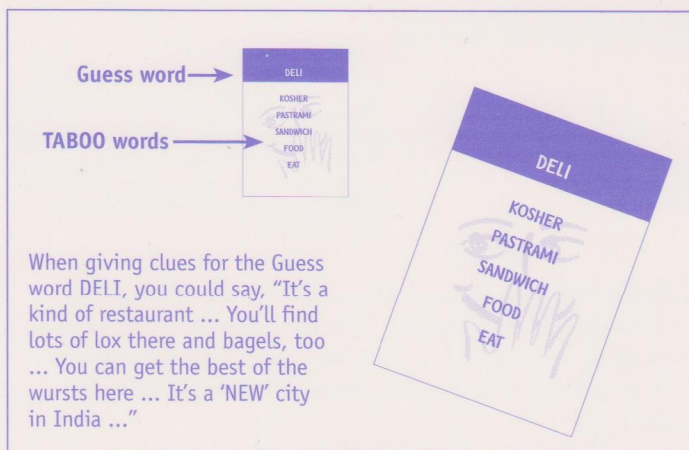 Guess word
DELI
KOSHER
PASTRAMI
SANDWICH
FOOD
EAT
TABOO words
DELI
KOSHER
PASTRAMI
SANDWICH
FOOD
EAT
When giving clues for the Guess
word DELI, you could say, “It’s a
kind of restaurant ... You’ll find
lots of lox there and bagels, too
... You can get the best of the
wursts here ... It’s a ‘NEW’ city
in India ...”